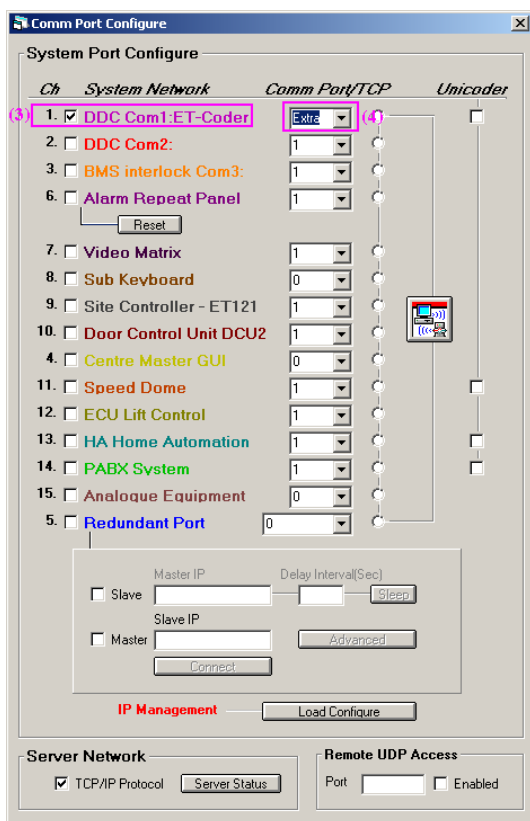 Comm Port Configure
System Port Configure
Ch System Network Comm Port/TCP Unicoder
(3) 1. DDC Com1:ET-Coder Extra (4)
2. DDC Com2: 1
3. BMS interlock Com3: 1
6. Alarm Repeat Panel 1
Reset
7. Video Matrix 1
8. Sub Keyboard 0
9. Site Controller - ET121 1
10. Door Control Unit DCU2 1
4. Centre Master GUI 0
11. Speed Dome 1
12. ECU Lift Control 1
13. HA Home Automation 1
14. PABX System 1
15. Analogue Equipment 0
5. Redundant Port 0
Master IP Delay Interval(Sec)
Slave Sleep
Slave IP
Master Advanced
Connect
IP Management Load Configure
Server Network
TCP/IP Protocol Server Status
Remote UDP Access
Port Enabled